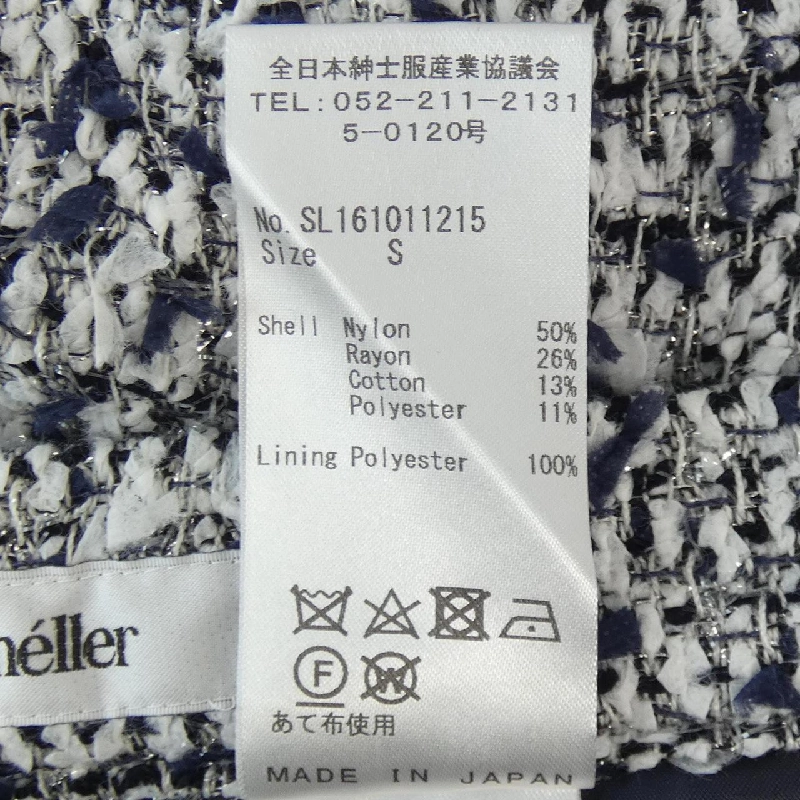 全日本紳士服産業協議会
TEL:052-211-2131
5-0120号
No.SL161011215
Size S
Shell Nylon 50%
Rayon 26%
Cotton 13%
Polyester 11%
Lining Polyester 100%
F W
あて布使用
MADE IN JAPAN